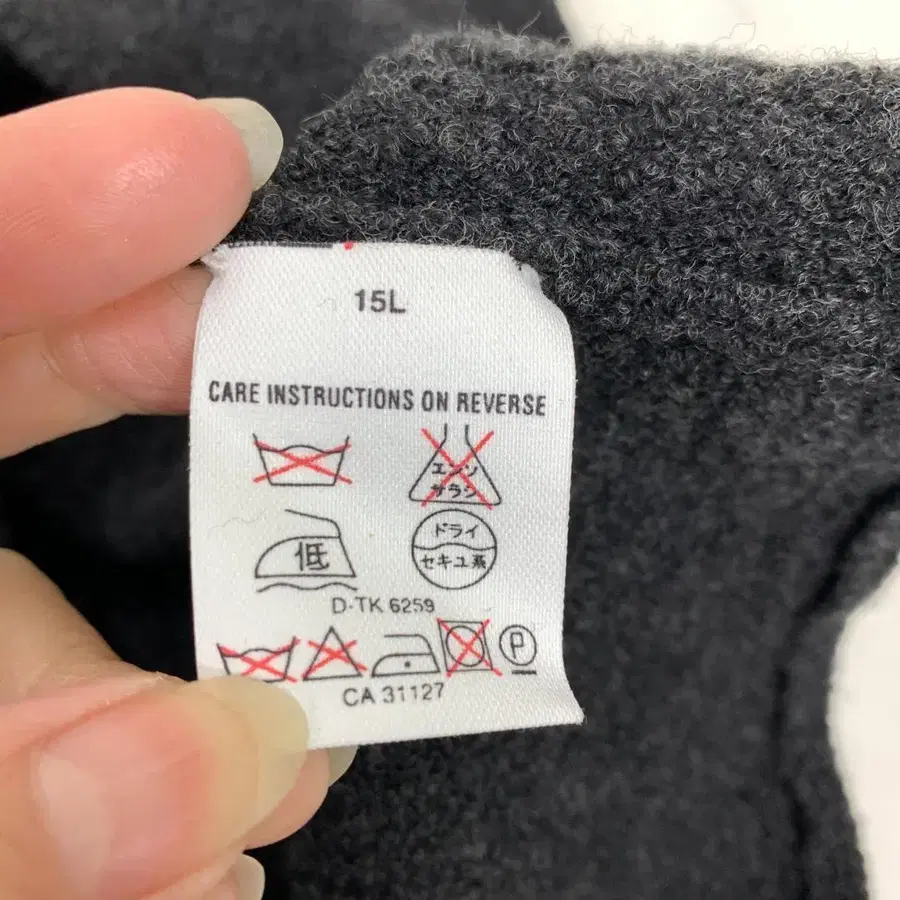 15L
CARE INSTRUCTIONS ON REVERSE
エンソ
サラシ
低
ドライ
セキユ系
D-TK 6259
P
CA 31127